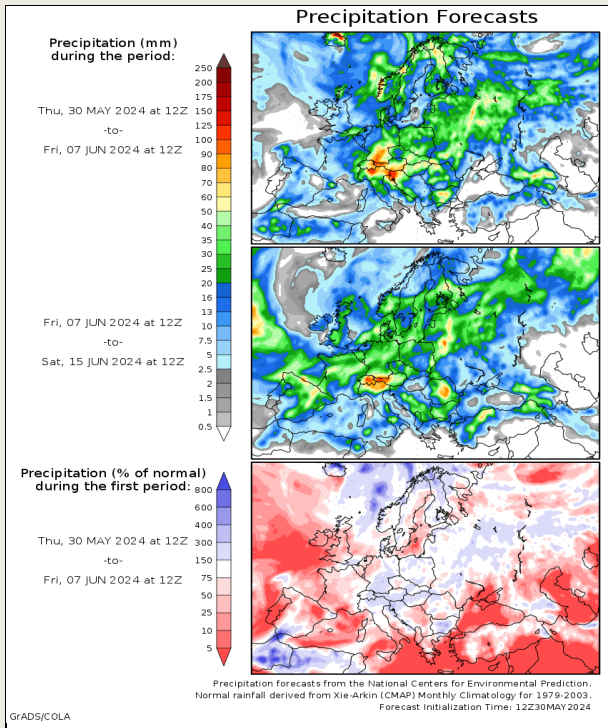 Precipitation Forecasts
Precipitation (mm)
during the period:
Thu, 30 MAY 2024 at 12Z
-to-
Fri, 07 JUN 2024 at 12Z
250
200
175
150
125
100
90
80
70
60
50
40
35
30
25
20
16
13
10
7.5
5
2.5
2
1.5
1
0.5
Fri, 07 JUN 2024 at 12Z
-to-
Sat, 15 JUN 2024 at 12Z
Precipitation (% of normal)
during the first period:
Thu, 30 MAY 2024 at 12Z
-to-
Fri, 07 JUN 2024 at 12Z
800
600
400
300
150
75
50
25
10
5
Precipitation forecasts from the National Centers for Environmental Prediction.
Normal rainfall derived from Xie-Arkin (CMAP) Monthly Climatology for 1979-2003.
Forecast Initialization Time: 12Z30MAY2024
GrADS/COLA